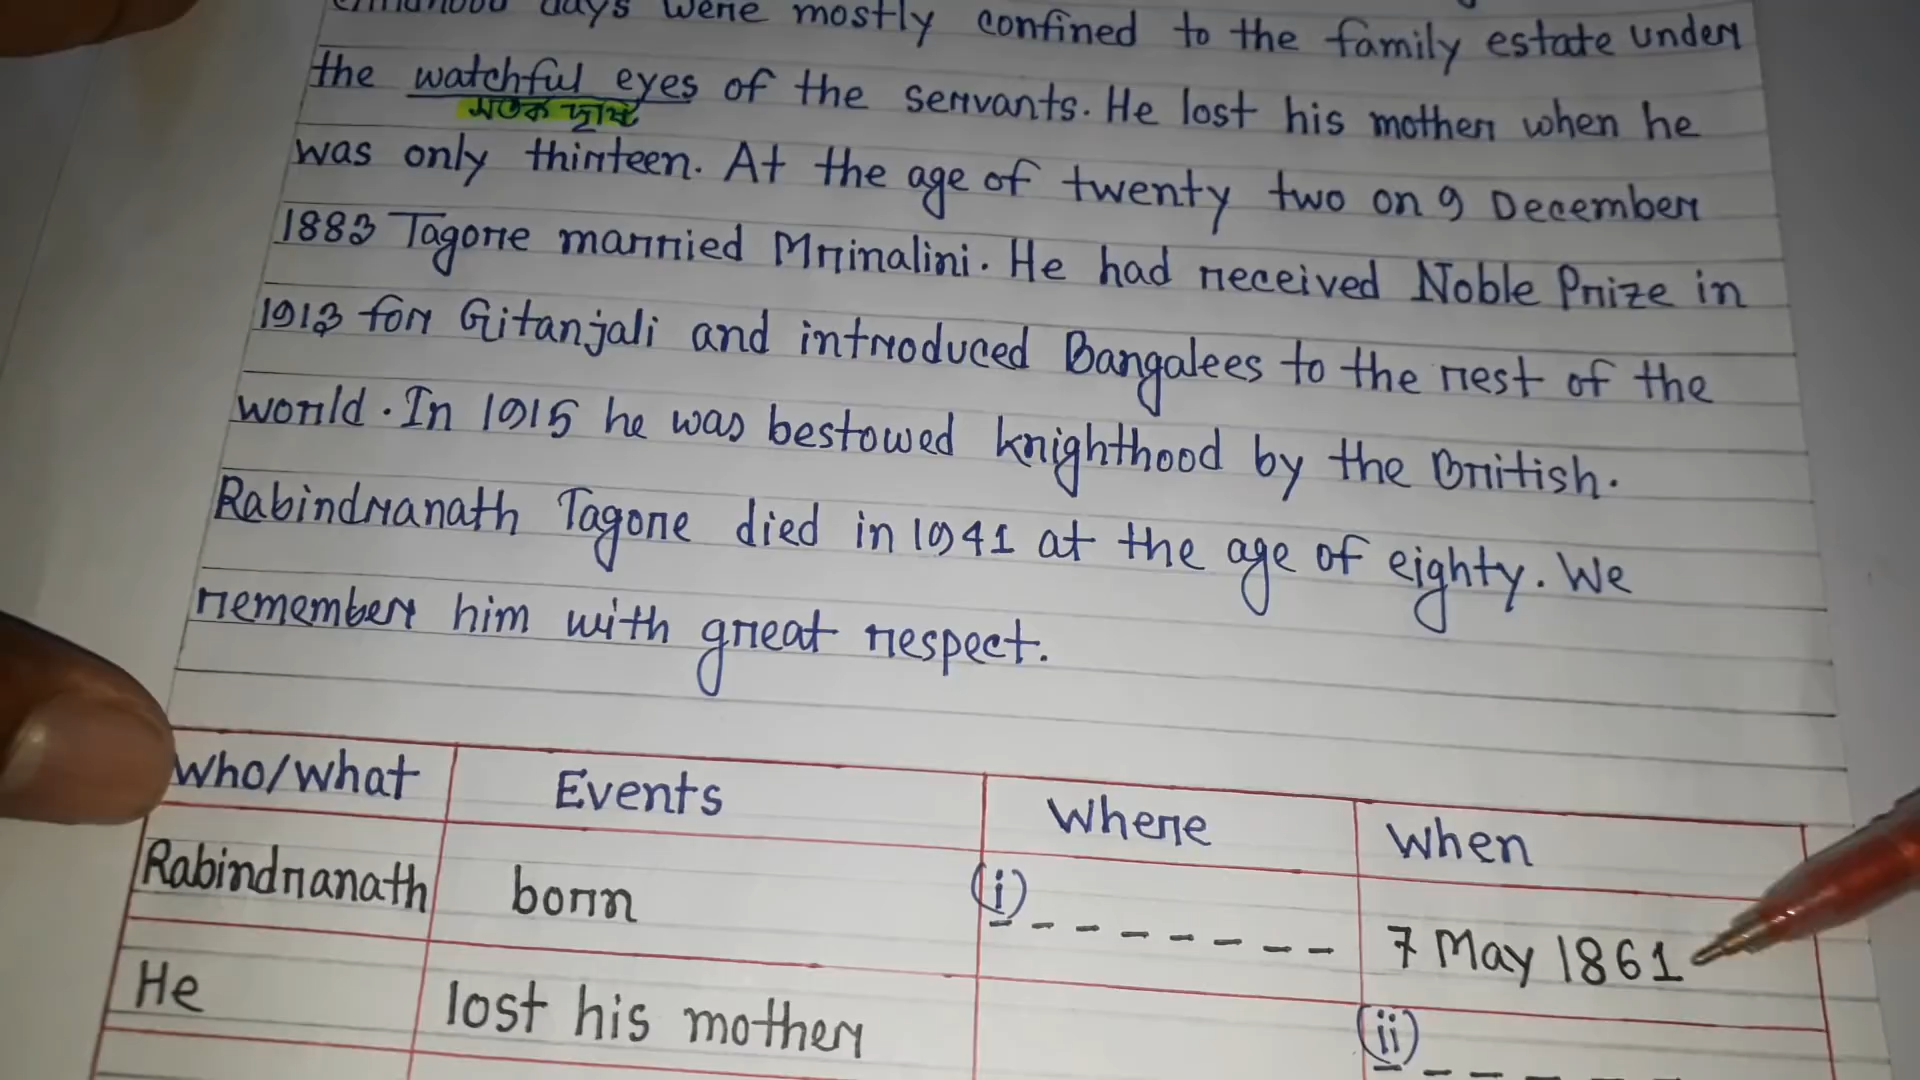 days were mostly confined to the family estate under
the watchful eyes of the servants. He lost his mother when he
সতর্ক দৃষ্টি
was only thirteen. At the age of twenty two on 9 December
1883 Tagore married Mrinalini. He had received Noble Prize in
1913 for Gitanjali and introduced Bangalees to the rest of the
world. In 1915 he was bestowed knighthood by the British.
Rabindranath Tagore died in 1941 at the age of eighty. We
remember him with great respect.
Who/What Events Where When
Rabindranath born (i) -------- 7 May 1861
He lost his mother (ii) ---